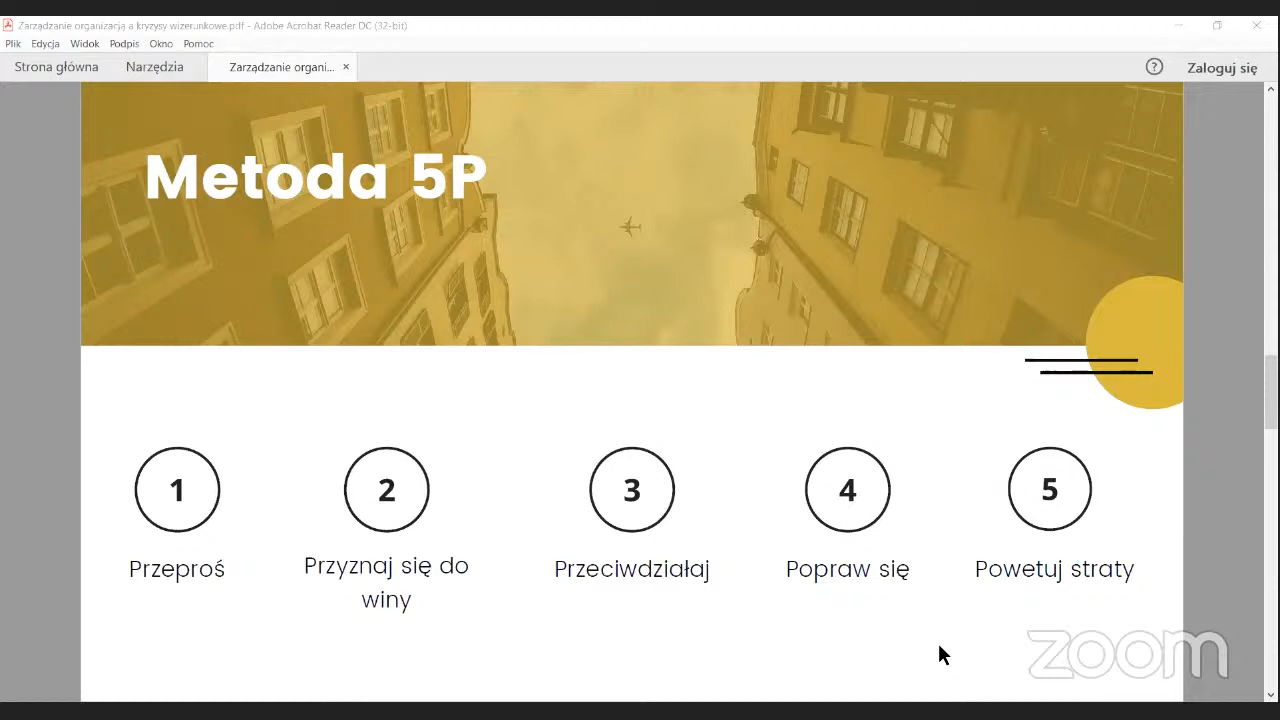 Zarządzanie organizacją a kryzysy wizerunkowe.pdf - Adobe Acrobat Reader DC (32-bit)
Plik Edycja Widok Podpis Okno Pomoc
Strona główna Narzędzia Zarządzanie organi... × ? Zaloguj się
Metoda 5P
1 2 3 4 5
Przeproś Przyznaj się do Przeciwdziałaj Popraw się Powetuj straty
winy
zoom